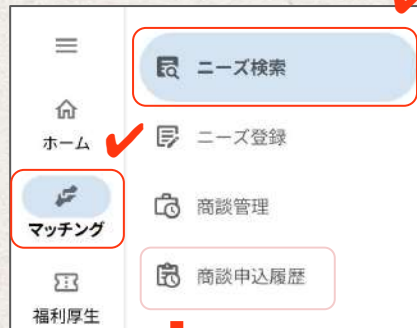 ホーム
マッチング
福利厚生
ニーズ検索
ニーズ登録
商談管理
商談申込履歴